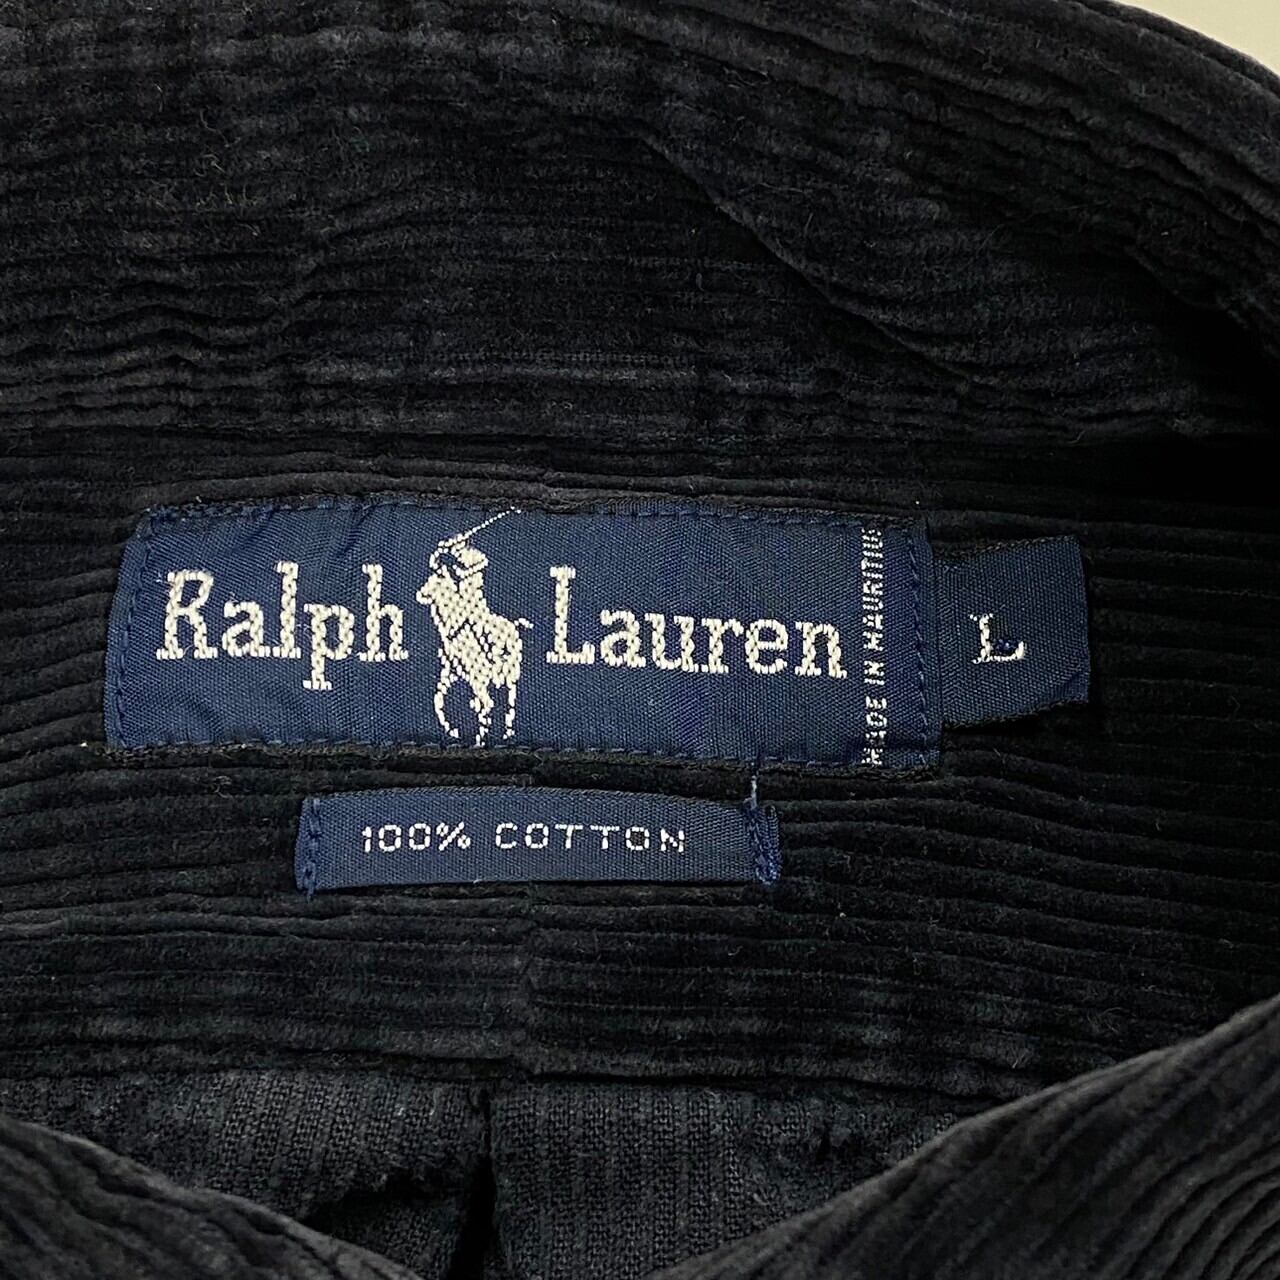 Ralph Lauren
MADE IN MAURITIUS
L
100% COTTON